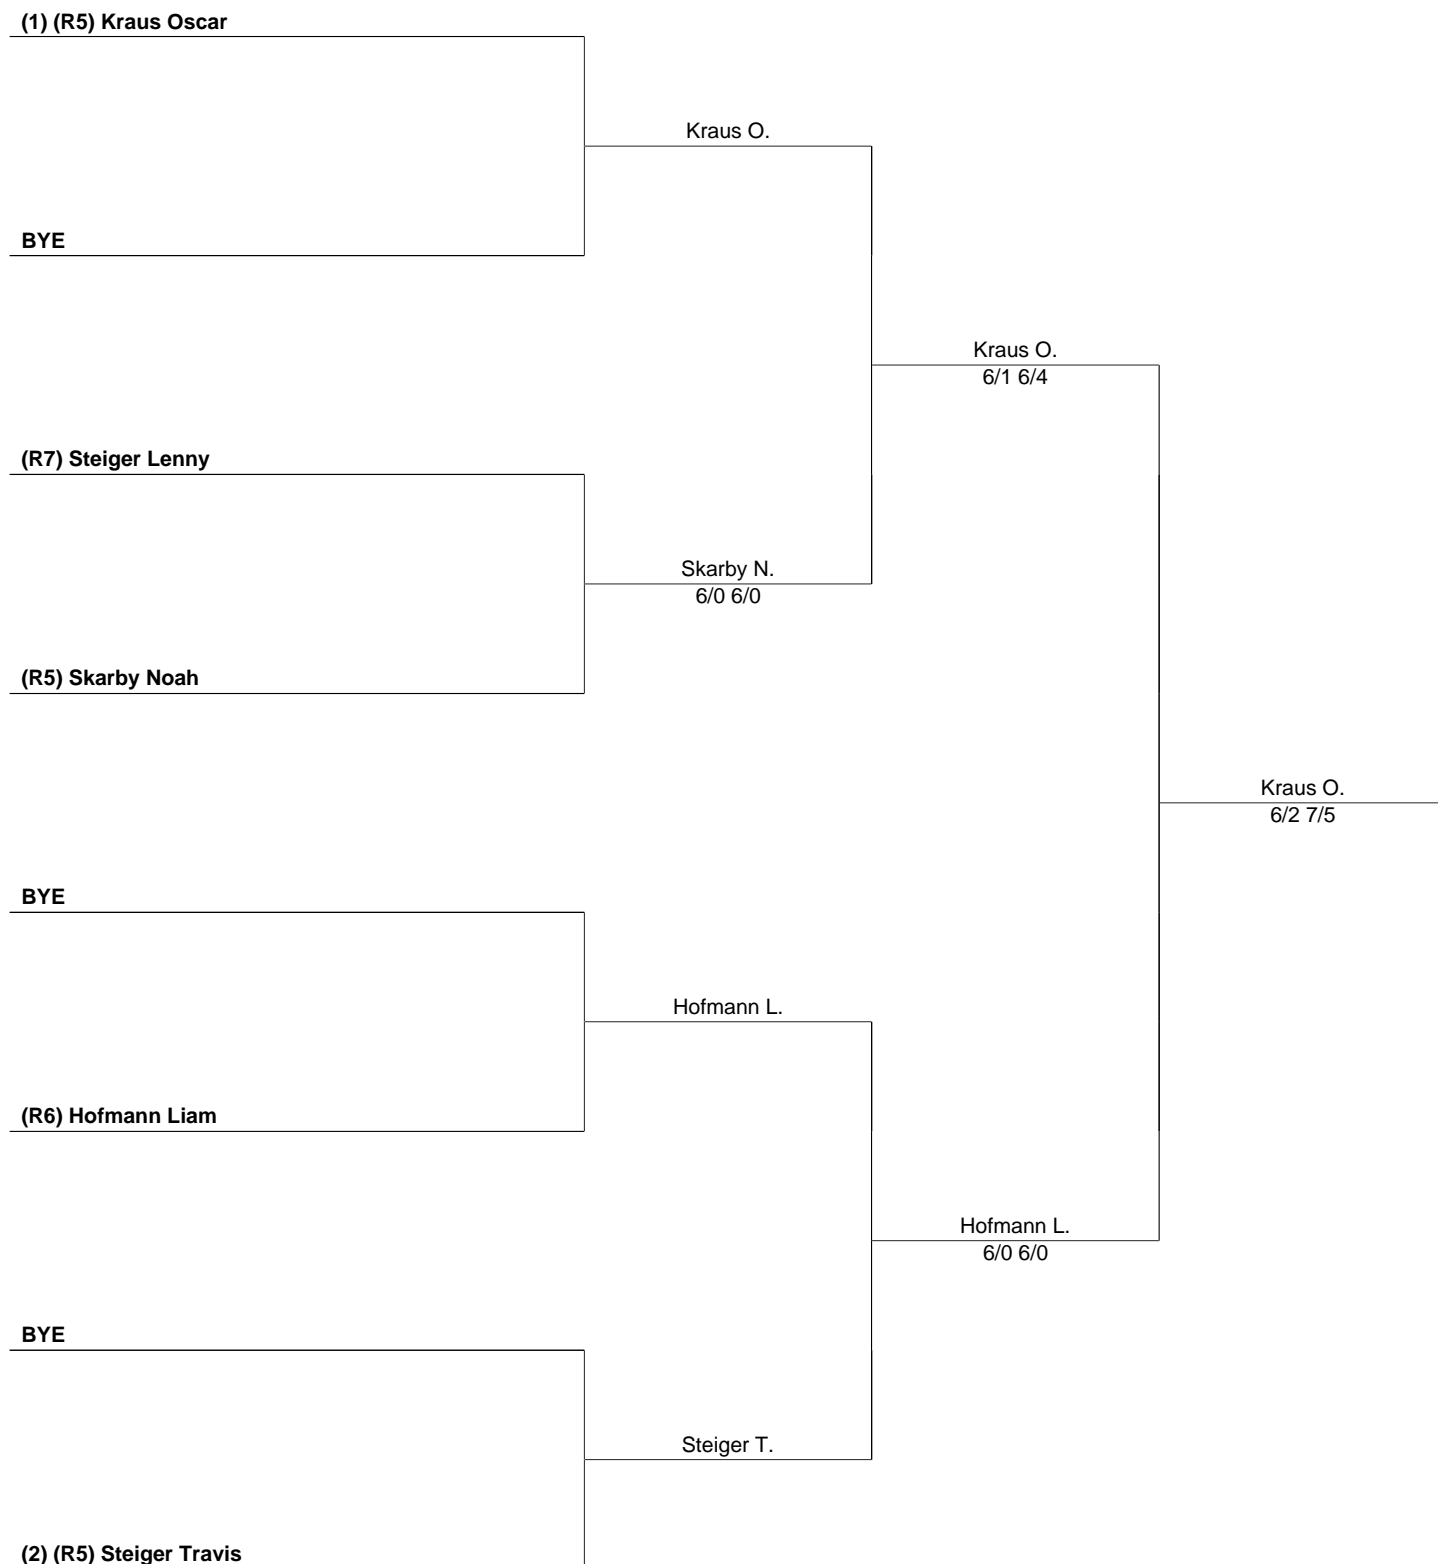 (1) (R5) Kraus Oscar
Kraus O.
BYE
Kraus O.
6/1 6/4
(R7) Steiger Lenny
Skarby N.
6/0 6/0
(R5) Skarby Noah
Kraus O.
6/2 7/5
BYE
Hofmann L.
(R6) Hofmann Liam
Hofmann L.
6/0 6/0
BYE
Steiger T.
(2) (R5) Steiger Travis